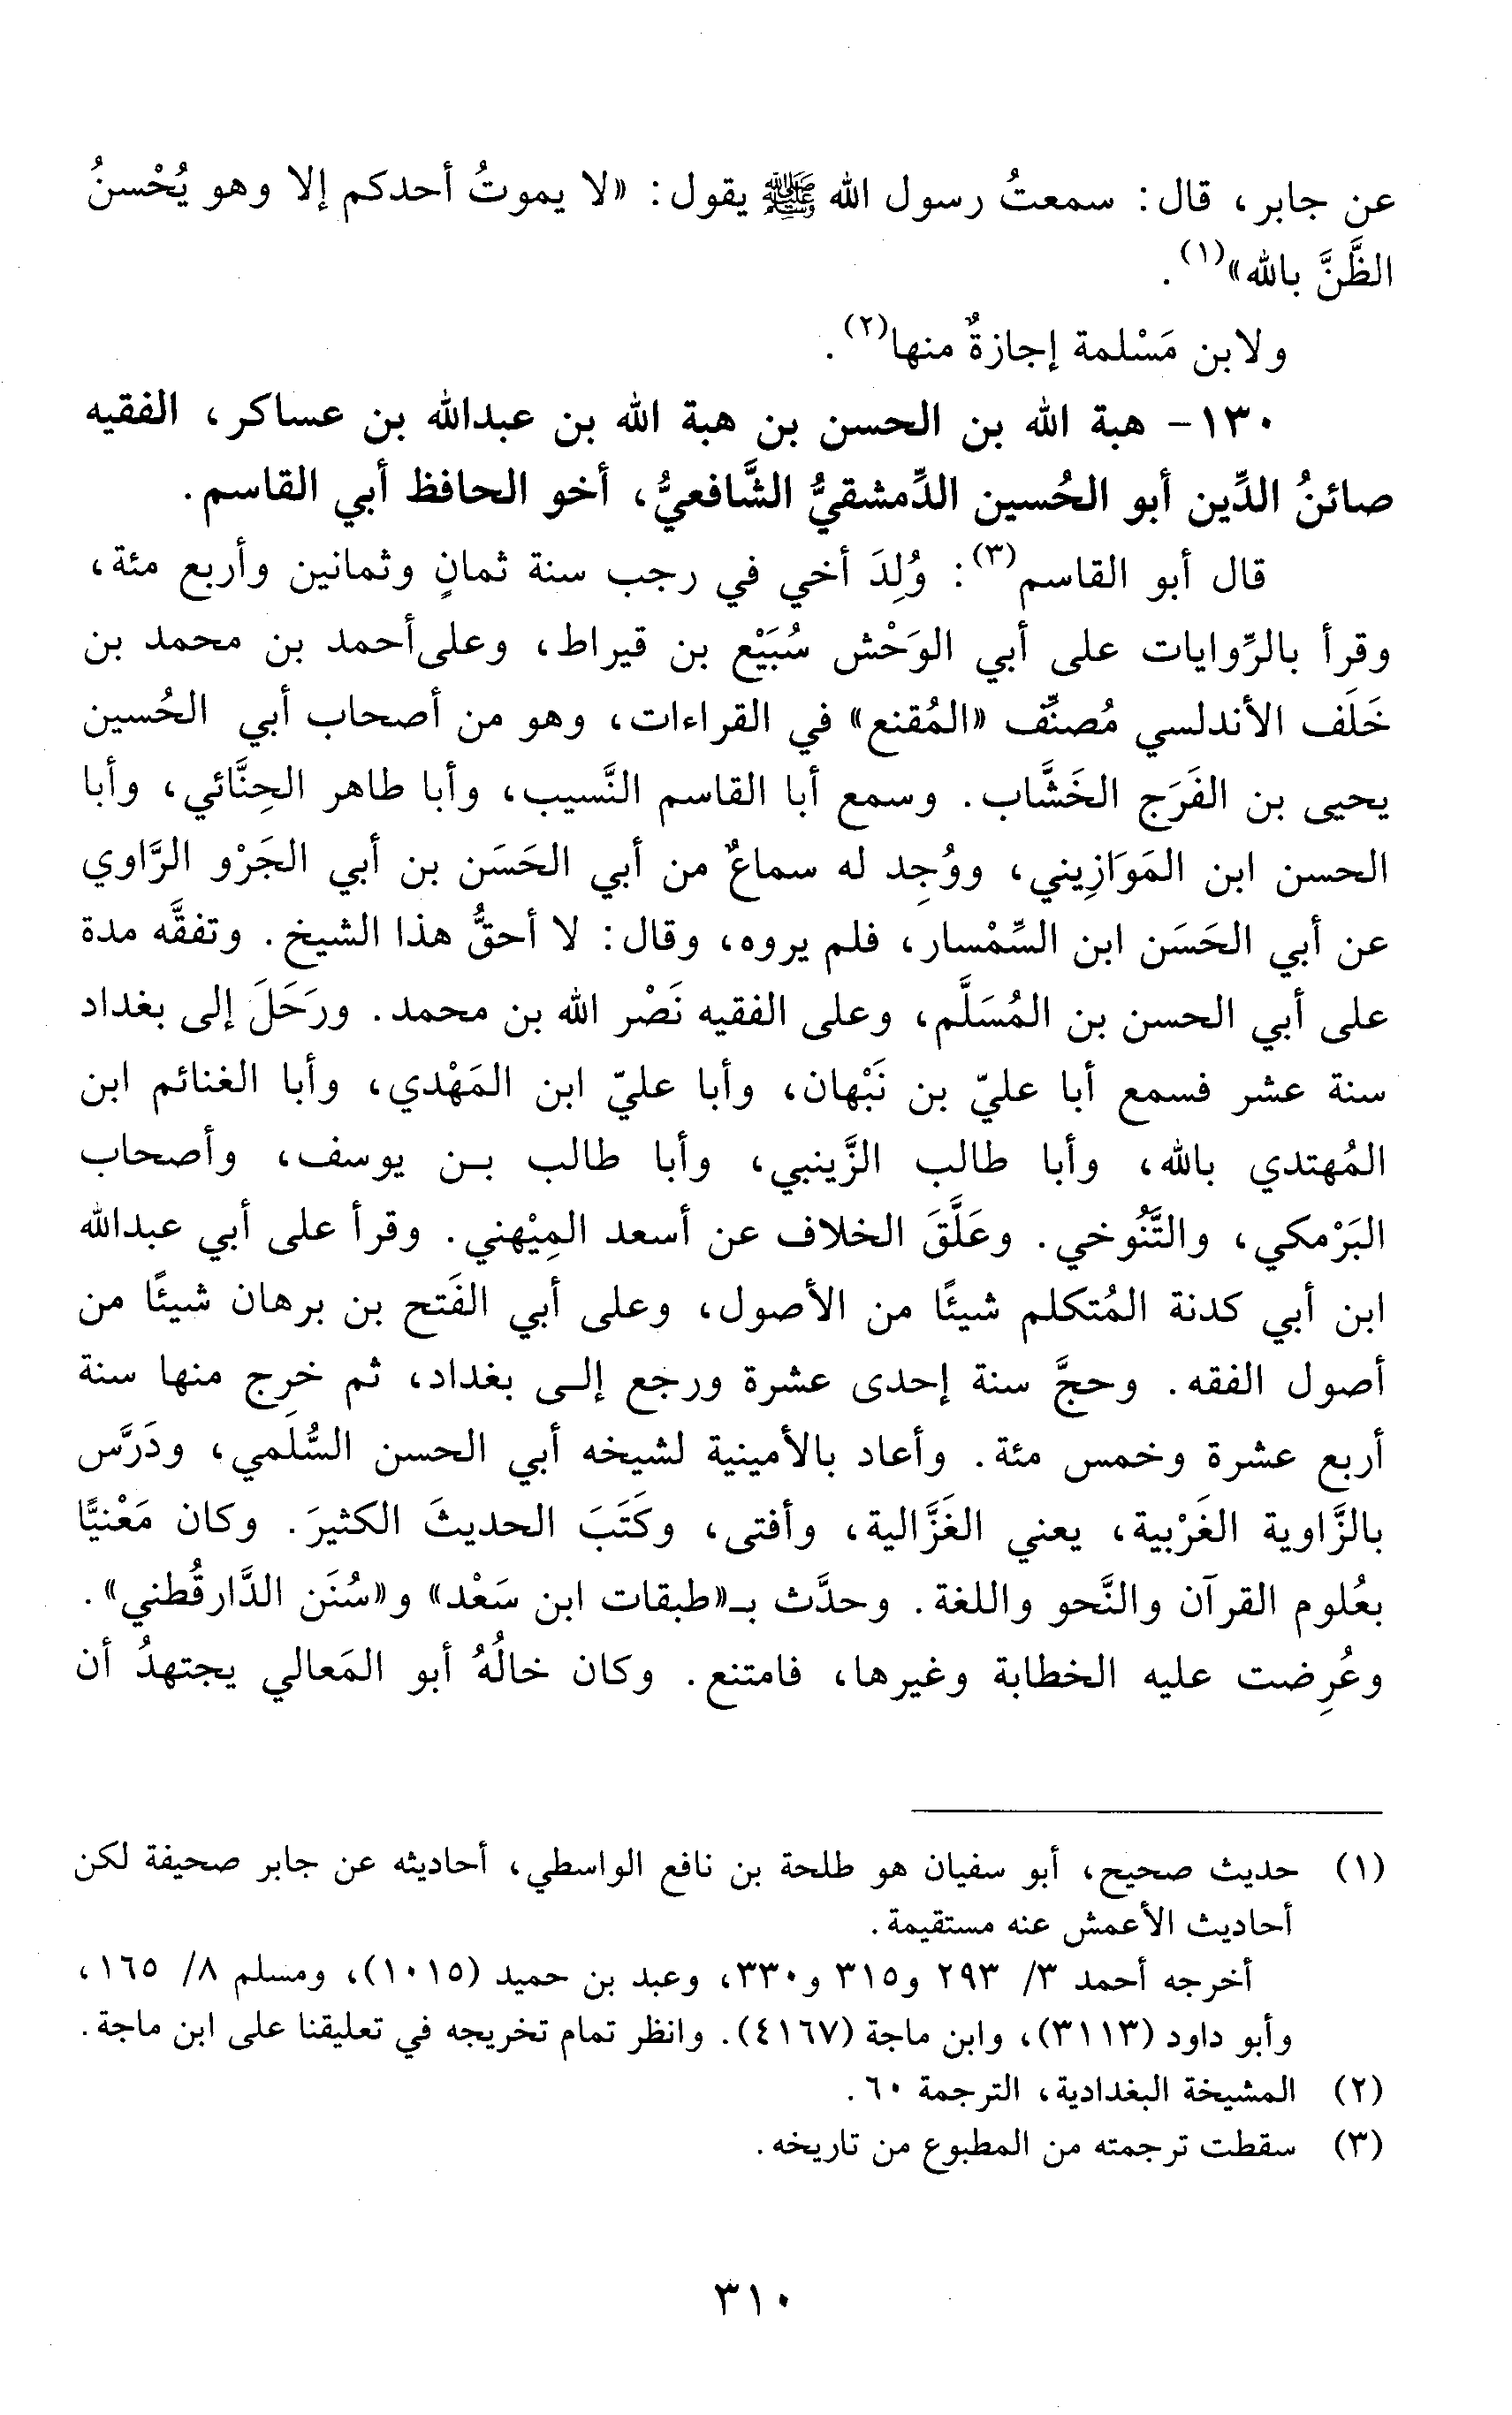 عن جابر، قال: سمعتُ رسول الله ﷺ يقول: «لا يموتُ أحدكم إلا وهو يُحْسنُ
الظَّنَّ بالله»(١).
ولابن مَسْلمة إجازةٌ منها(٢).
١٣٠- هبة الله بن الحسن بن هبة الله بن عبدالله بن عساكر، الفقيه
صائنُ الدِّين أبو الحُسين الدِّمشقيُّ الشَّافعيُّ، أخو الحافظ أبي القاسم.
قال أبو القاسم(٣): وُلِدَ أخي في رجب سنة ثمانٍ وثمانين وأربع مئة،
وقرأ بالرِّوايات على أبي الوَحْش سُبَيْع بن قيراط، وعلى أحمد بن محمد بن
خَلَف الأندلسي مُصنِّف «المُقنع» في القراءات، وهو من أصحاب أبي الحُسين
يحيى بن الفَرَج الخَشَّاب. وسمع أبا القاسم النَّسيب، وأبا طاهر الحِنَّائي، وأبا
الحسن ابن المَوَازِيني، ووُجِد له سماعٌ من أبي الحَسَن بن أبي الجَرْو الرَّاوي
عن أبي الحَسَن ابن السِّمْسار، فلم يروه، وقال: لا أحقُّ هذا الشيخ. وتفقَّه مدة
على أبي الحسن بن المُسَلَّم، وعلى الفقيه نَصْر الله بن محمد. ورَحَلَ إلى بغداد
سنة عشر فسمع أبا عليّ بن نَبْهان، وأبا عليّ ابن المَهْدي، وأبا الغنائم ابن
المُهتدي بالله، وأبا طالب الزَّينبي، وأبا طالب بن يوسف، وأصحاب
البَرْمكي، والتَّنُوخي. وعَلَّقَ الخلاف عن أسعد المِيْهني. وقرأ على أبي عبدالله
ابن أبي كدنة المُتكلم شيئًا من الأصول، وعلى أبي الفَتح بن برهان شيئًا من
أصول الفقه. وحجَّ سنة إحدى عشرة ورجع إلى بغداد، ثم خرج منها سنة
أربع عشرة وخمس مئة. وأعاد بالأمينية لشيخه أبي الحسن السُّلَمي، ودَرَّس
بالزَّاوية الغَرْبية، يعني الغَزَّالية، وأفتى، وكَتَبَ الحديثَ الكثيرَ. وكان مَعْنيًّا
بعُلوم القرآن والنَّحو واللغة. وحدَّث بـ«طبقات ابن سَعْد» و«سُنَن الدَّارقُطني».
وعُرِضت عليه الخطابة وغيرها، فامتنع. وكان خالُهُ أبو المَعالي يجتهدُ أن
(١) حديث صحيح، أبو سفيان هو طلحة بن نافع الواسطي، أحاديثه عن جابر صحيفة لكن
أحاديث الأعمش عنه مستقيمة.
أخرجه أحمد ٣/ ٢٩٣ و٣١٥ و٣٣٠، وعبد بن حميد (١٠١٥)، ومسلم ٨/ ١٦٥،
وأبو داود (٣١١٣)، وابن ماجة (٤١٦٧). وانظر تمام تخريجه في تعليقنا على ابن ماجة.
(٢) المشيخة البغدادية، الترجمة ٦٠.
(٣) سقطت ترجمته من المطبوع من تاريخه.
٣١٠